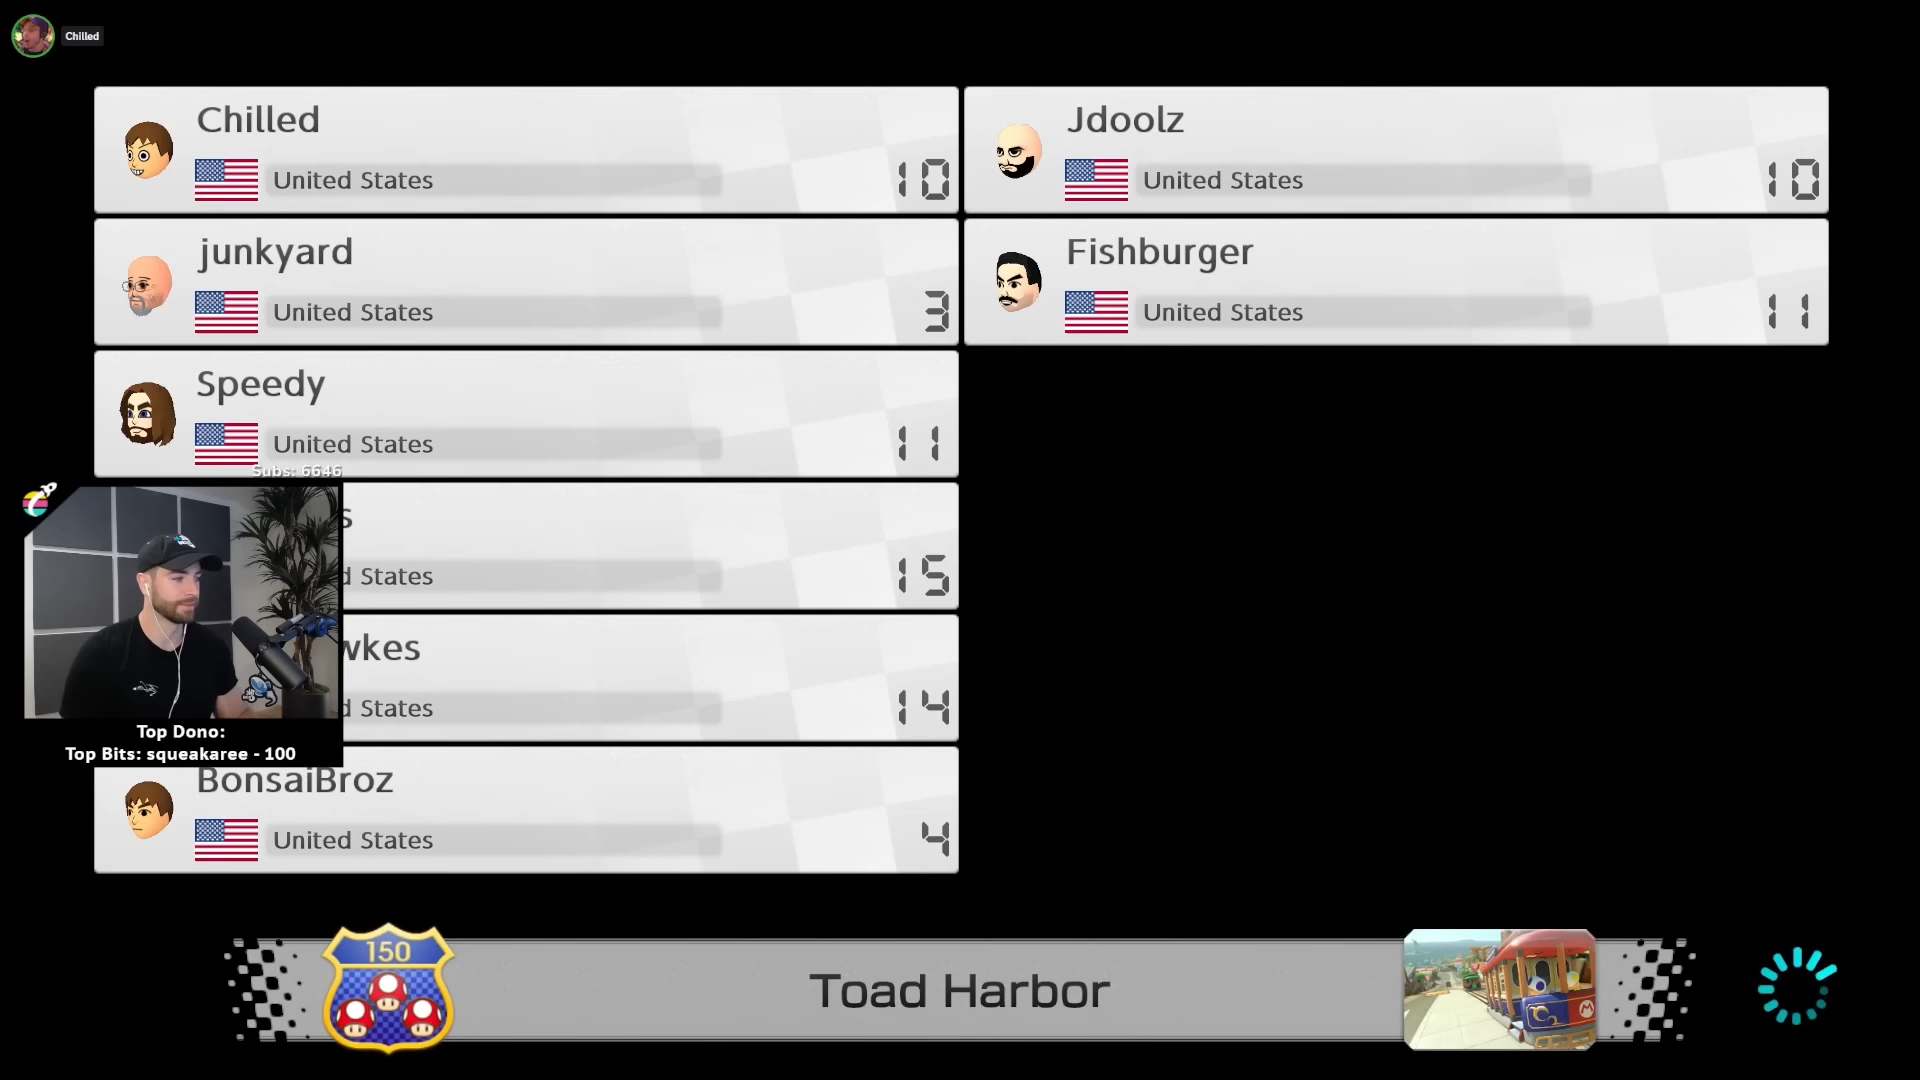 Chilled
Chilled
United States
10
Jdoolz
United States
10
junkyard
United States
3
Fishburger
United States
11
Speedy
United States
11
Subs: 6646
s
d States
15
wkes
d States
14
Top Dono:
Top Bits: squeakaree - 100
BonsaiBroz
United States
4
150
Toad Harbor